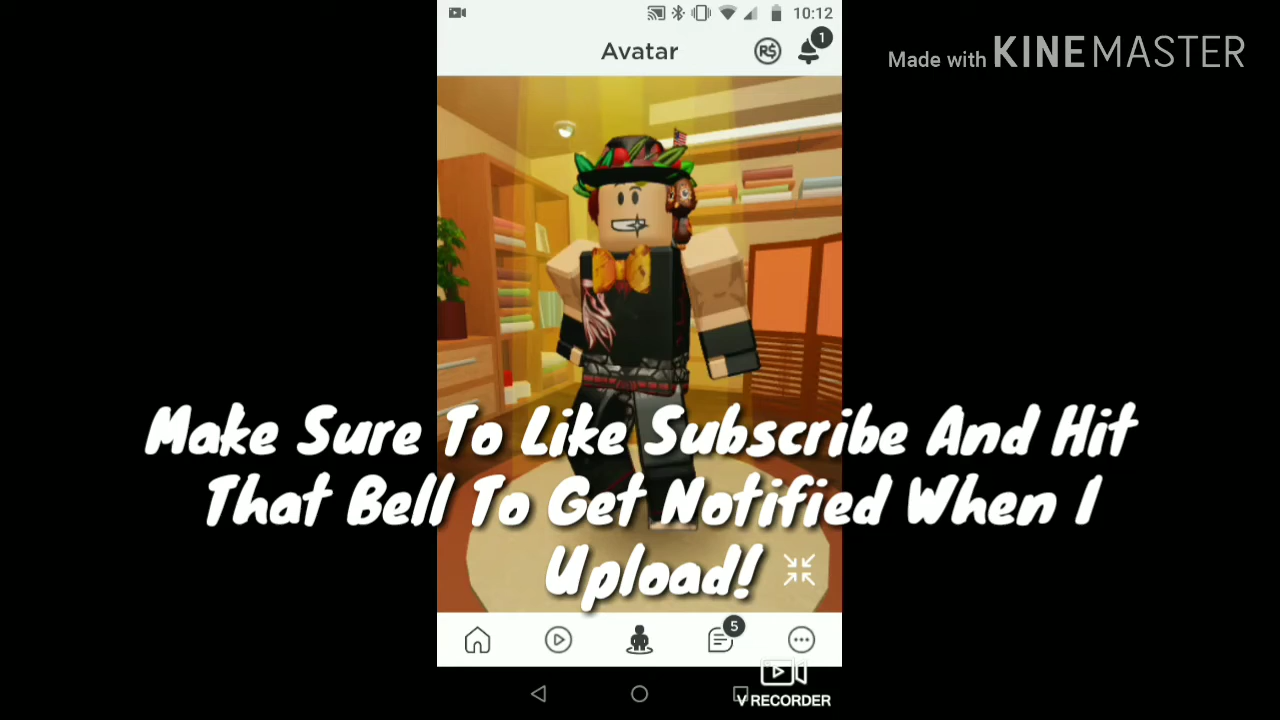 10:12
Avatar
R$
1
Made with KINEMASTER
Make Sure To Like Subscribe And Hit
That Bell To Get Notified When I
Upload!
5
V RECORDER